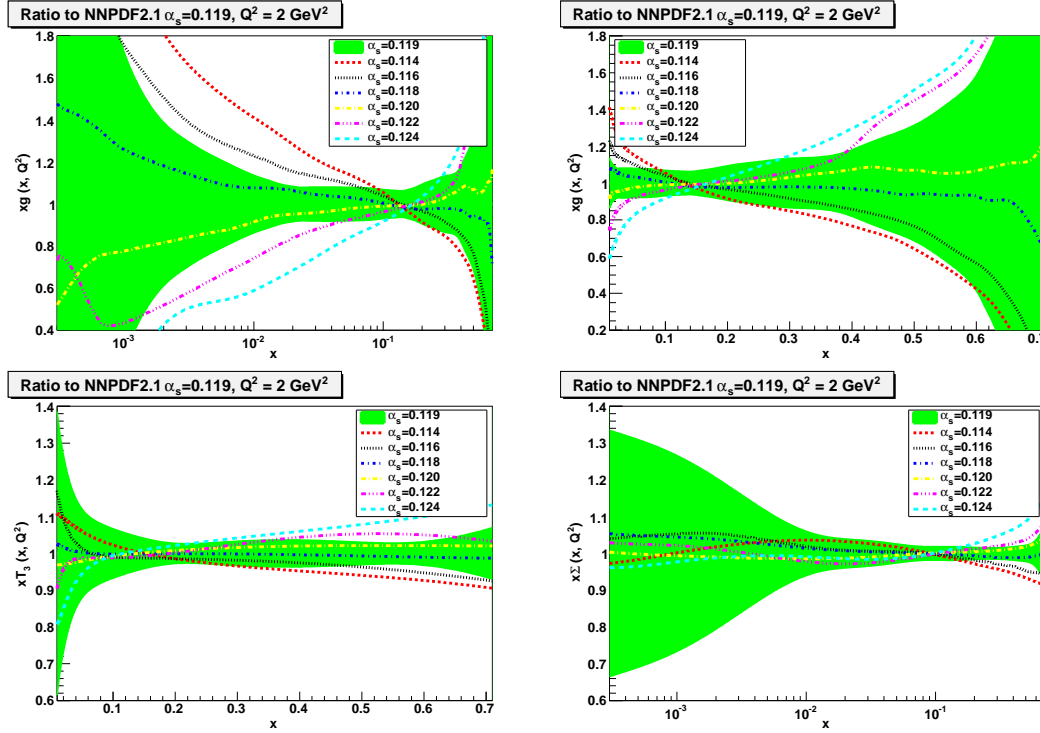 Ratio to NNPDF2.1 αs=0.119, Q² = 2 GeV²
xg (x, Q²)
1.8
1.6
1.4
1.2
1
0.8
0.6
0.4
αs=0.119
αs=0.114
αs=0.116
αs=0.118
αs=0.120
αs=0.122
αs=0.124
10⁻³
10⁻²
10⁻¹
x
Ratio to NNPDF2.1 αs=0.119, Q² = 2 GeV²
xg (x, Q²)
1.8
1.6
1.4
1.2
1
0.8
0.6
0.4
0.2
αs=0.119
αs=0.114
αs=0.116
αs=0.118
αs=0.120
αs=0.122
αs=0.124
0.1
0.2
0.3
0.4
0.5
0.6
x
Ratio to NNPDF2.1 αs=0.119, Q² = 2 GeV²
xT₃ (x, Q²)
1.4
1.3
1.2
1.1
1
0.9
0.8
0.7
0.6
αs=0.119
αs=0.114
αs=0.116
αs=0.118
αs=0.120
αs=0.122
αs=0.124
0.1
0.2
0.3
0.4
0.5
0.6
0.7
x
Ratio to NNPDF2.1 αs=0.119, Q² = 2 GeV²
xΣ (x, Q²)
1.4
1.3
1.2
1.1
1
0.9
0.8
0.7
0.6
αs=0.119
αs=0.114
αs=0.116
αs=0.118
αs=0.120
αs=0.122
αs=0.124
10⁻³
10⁻²
10⁻¹
x